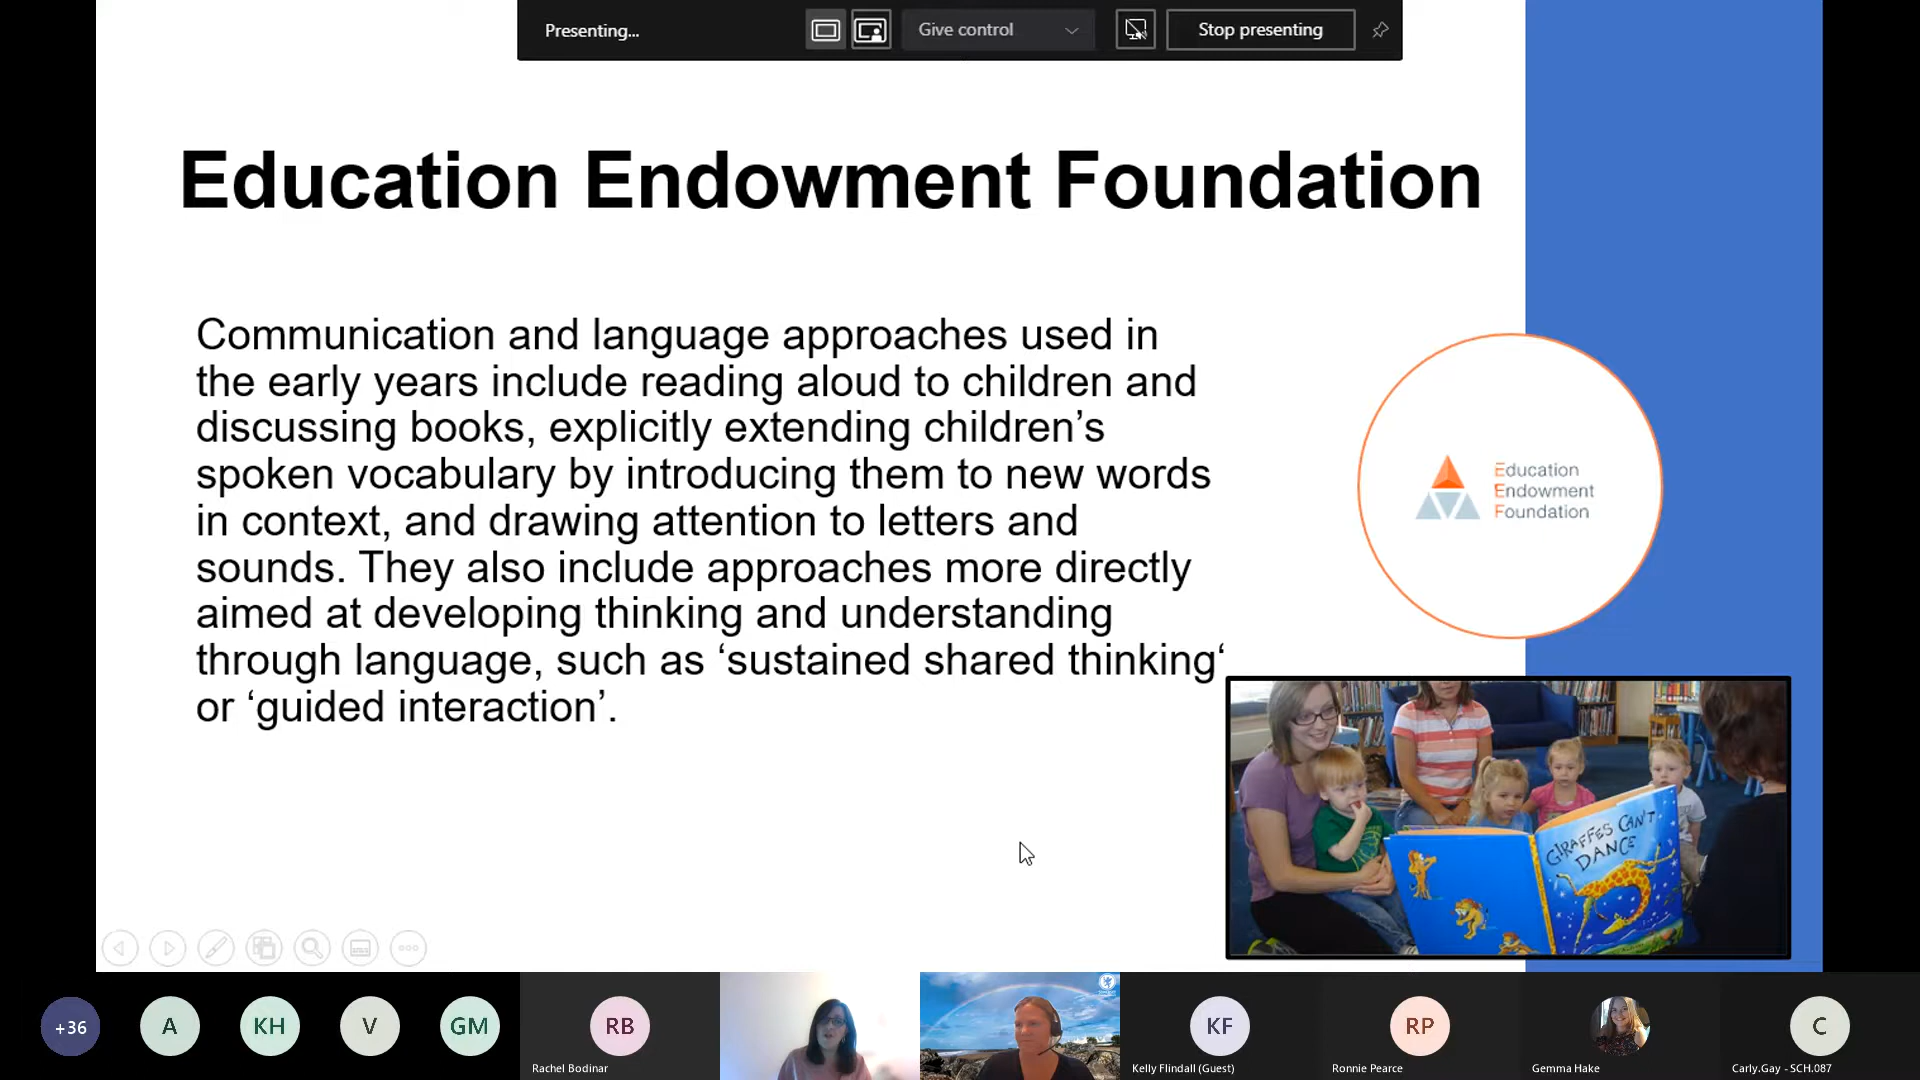 Presenting...
Give control
Stop presenting
Education Endowment Foundation
Communication and language approaches used in
the early years include reading aloud to children and
discussing books, explicitly extending children’s
spoken vocabulary by introducing them to new words
in context, and drawing attention to letters and
sounds. They also include approaches more directly
aimed at developing thinking and understanding
through language, such as ‘sustained shared thinking‘
or ‘guided interaction’.
Education
Endowment
Foundation
GIRAFFES CAN'T
DANCE
+36
A
KH
V
GM
RB
Rachel Bodinar
KF
Kelly Flindall (Guest)
RP
Ronnie Pearce
Gemma Hake
C
Carly.Gay - SCH.087